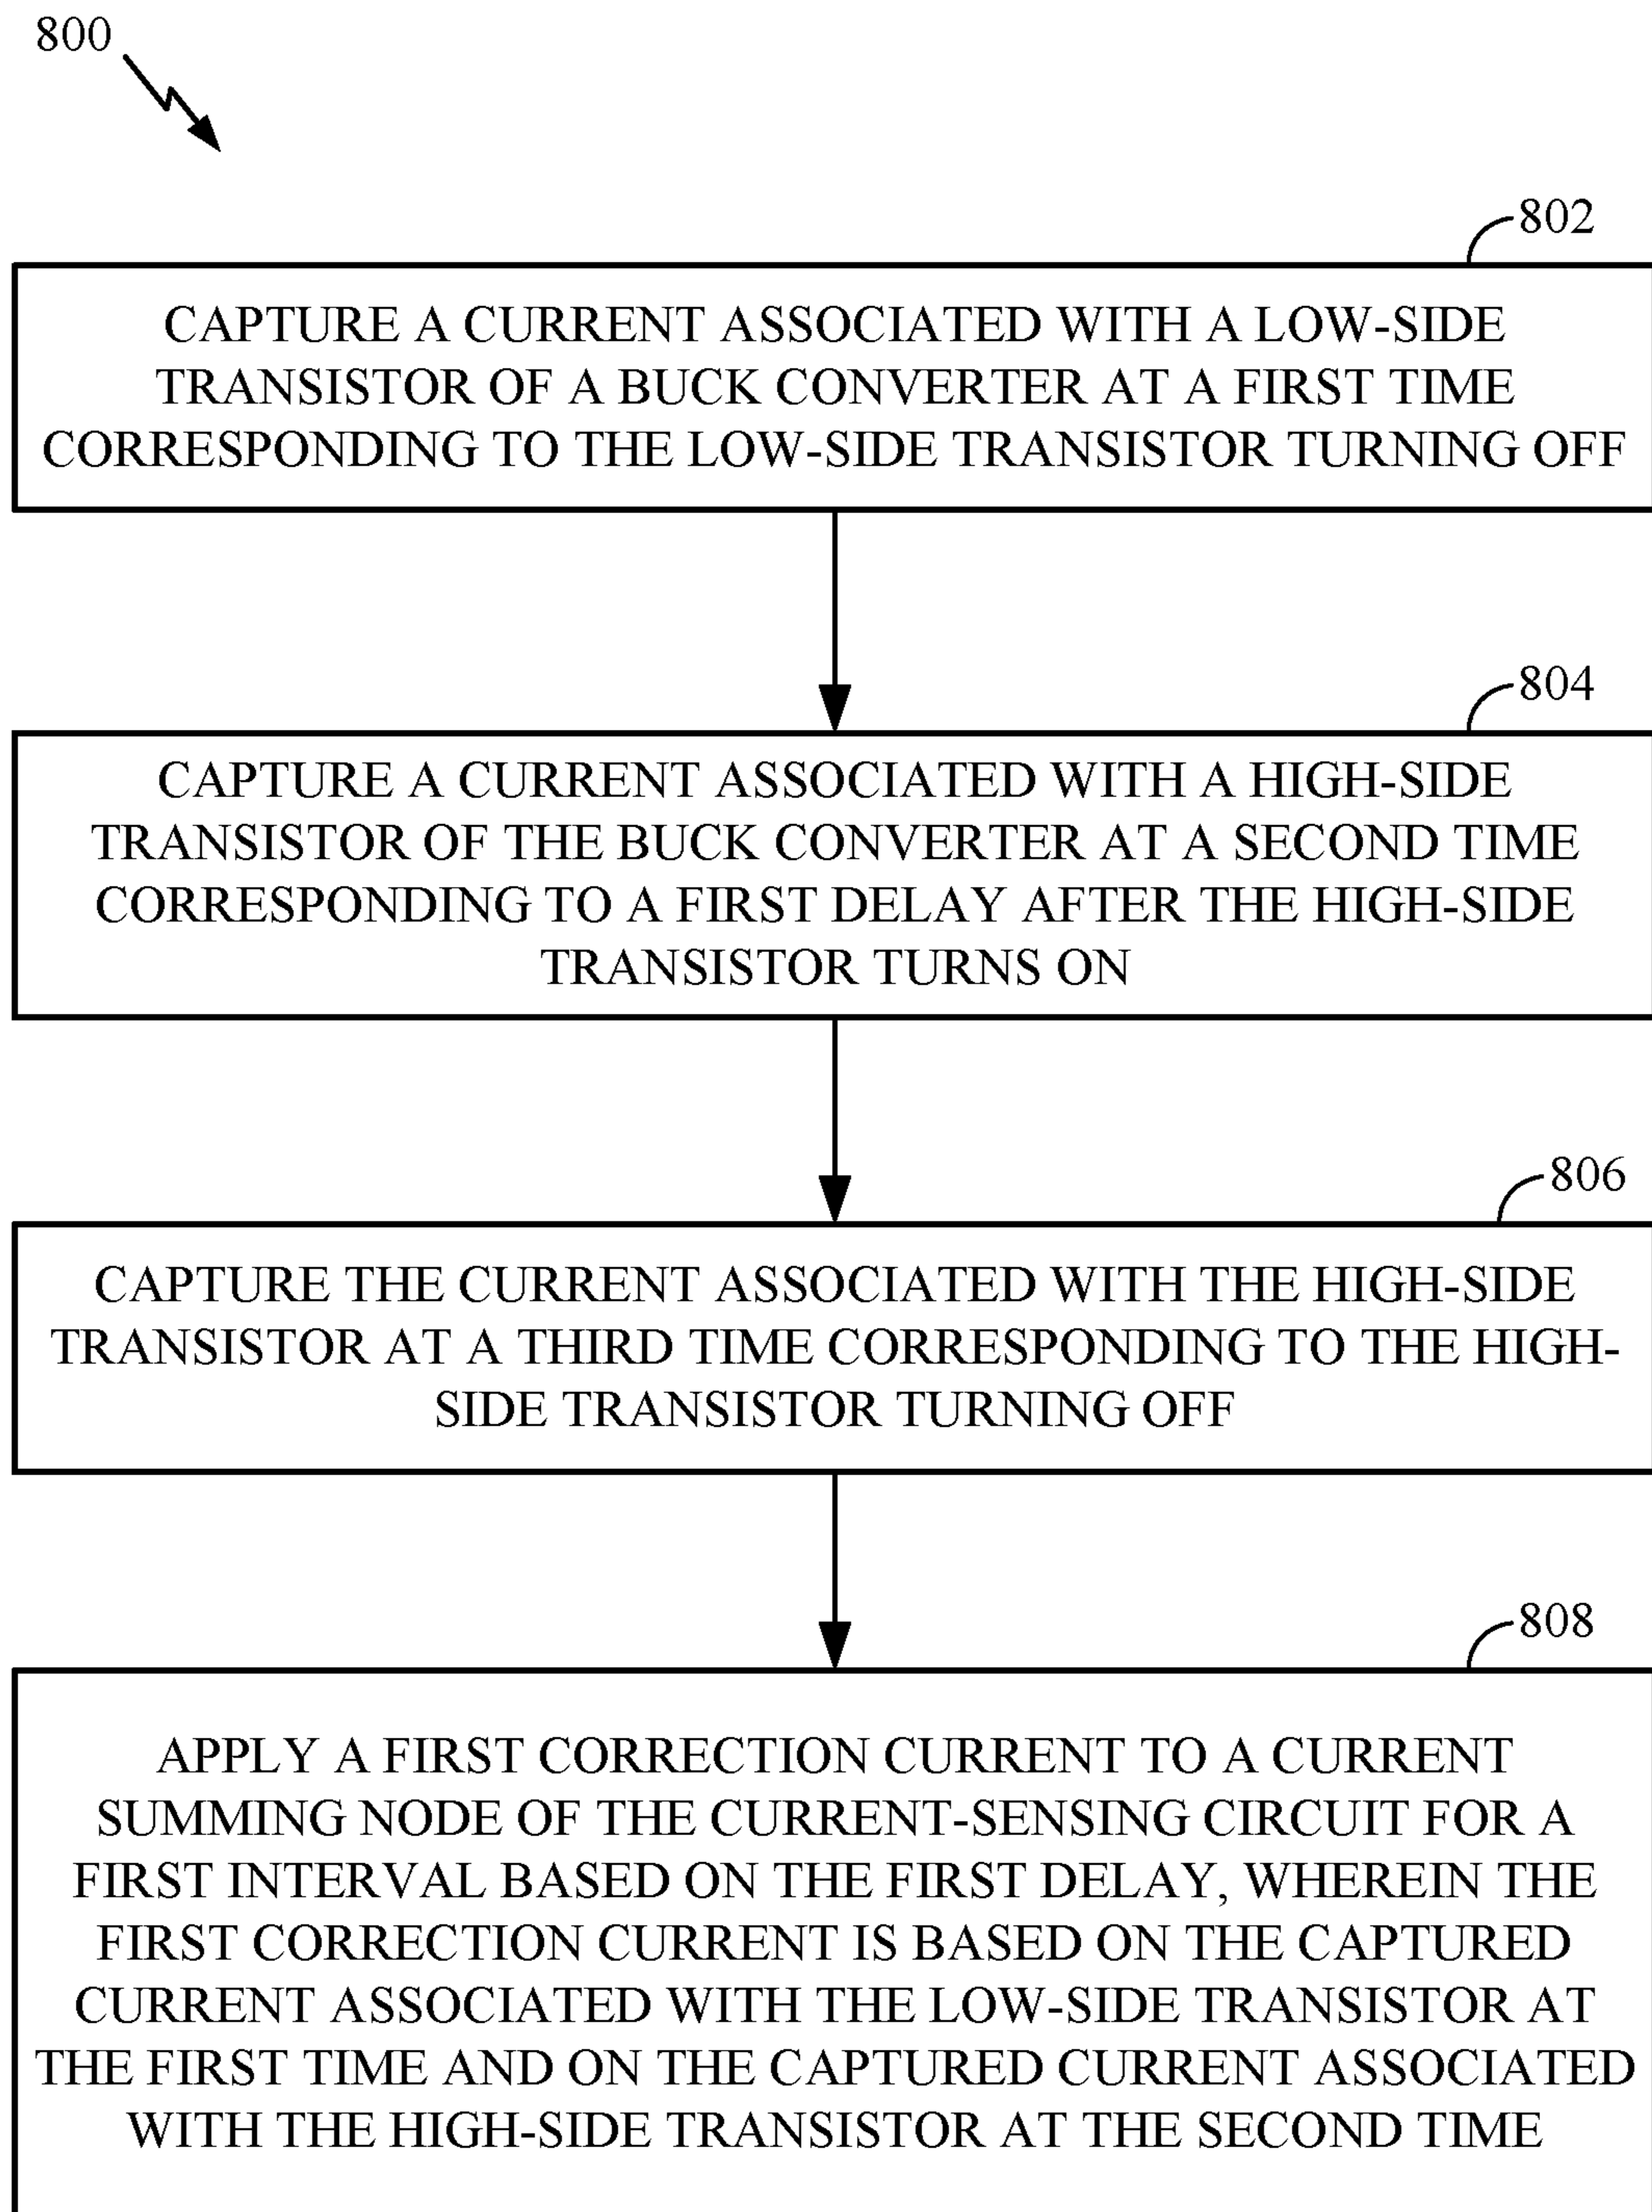 800
802
CAPTURE A CURRENT ASSOCIATED WITH A LOW-SIDE
TRANSISTOR OF A BUCK CONVERTER AT A FIRST TIME
CORRESPONDING TO THE LOW-SIDE TRANSISTOR TURNING OFF
804
CAPTURE A CURRENT ASSOCIATED WITH A HIGH-SIDE
TRANSISTOR OF THE BUCK CONVERTER AT A SECOND TIME
CORRESPONDING TO A FIRST DELAY AFTER THE HIGH-SIDE
TRANSISTOR TURNS ON
806
CAPTURE THE CURRENT ASSOCIATED WITH THE HIGH-SIDE
TRANSISTOR AT A THIRD TIME CORRESPONDING TO THE HIGH-
SIDE TRANSISTOR TURNING OFF
808
APPLY A FIRST CORRECTION CURRENT TO A CURRENT
SUMMING NODE OF THE CURRENT-SENSING CIRCUIT FOR A
FIRST INTERVAL BASED ON THE FIRST DELAY, WHEREIN THE
FIRST CORRECTION CURRENT IS BASED ON THE CAPTURED
CURRENT ASSOCIATED WITH THE LOW-SIDE TRANSISTOR AT
THE FIRST TIME AND ON THE CAPTURED CURRENT ASSOCIATED
WITH THE HIGH-SIDE TRANSISTOR AT THE SECOND TIME